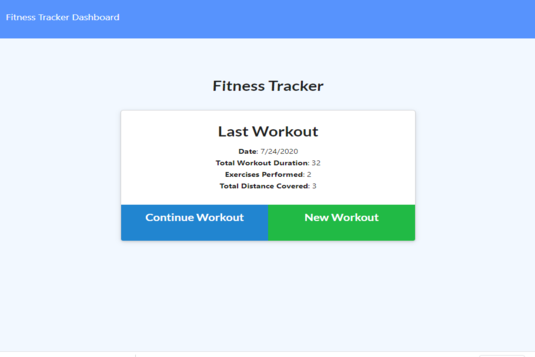 Fitness Tracker Dashboard
Fitness Tracker
Last Workout
Date: 7/24/2020
Total Workout Duration: 32
Exercises Performed: 2
Total Distance Covered: 3
Continue Workout
New Workout